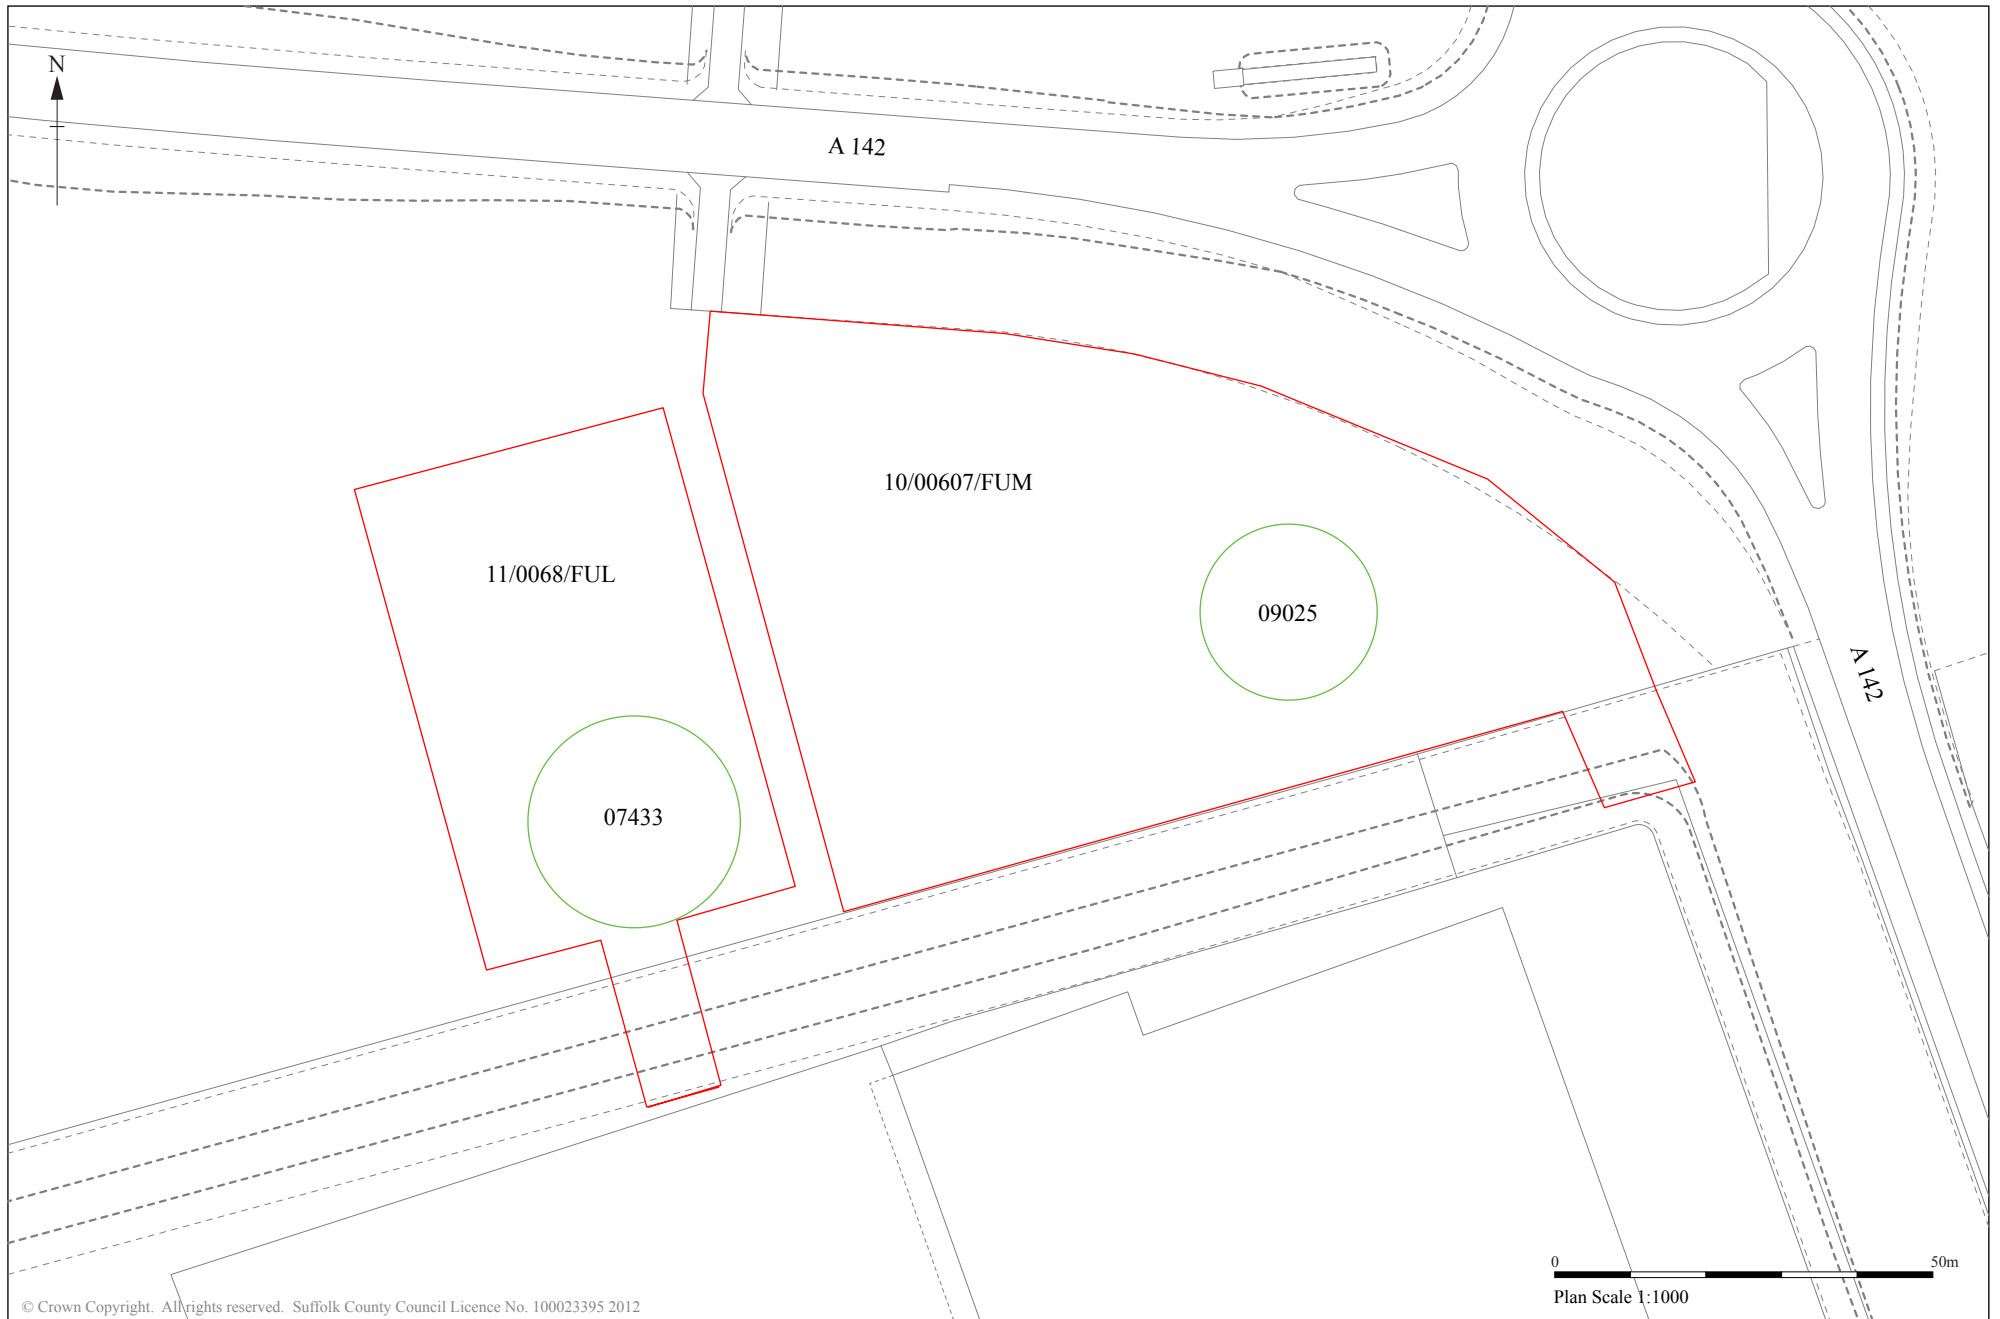 N
A 142
10/00607/FUM
11/0068/FUL
09025
A 142
07433
0 50m
Plan Scale 1:1000
© Crown Copyright. All rights reserved. Suffolk County Council Licence No. 100023395 2012